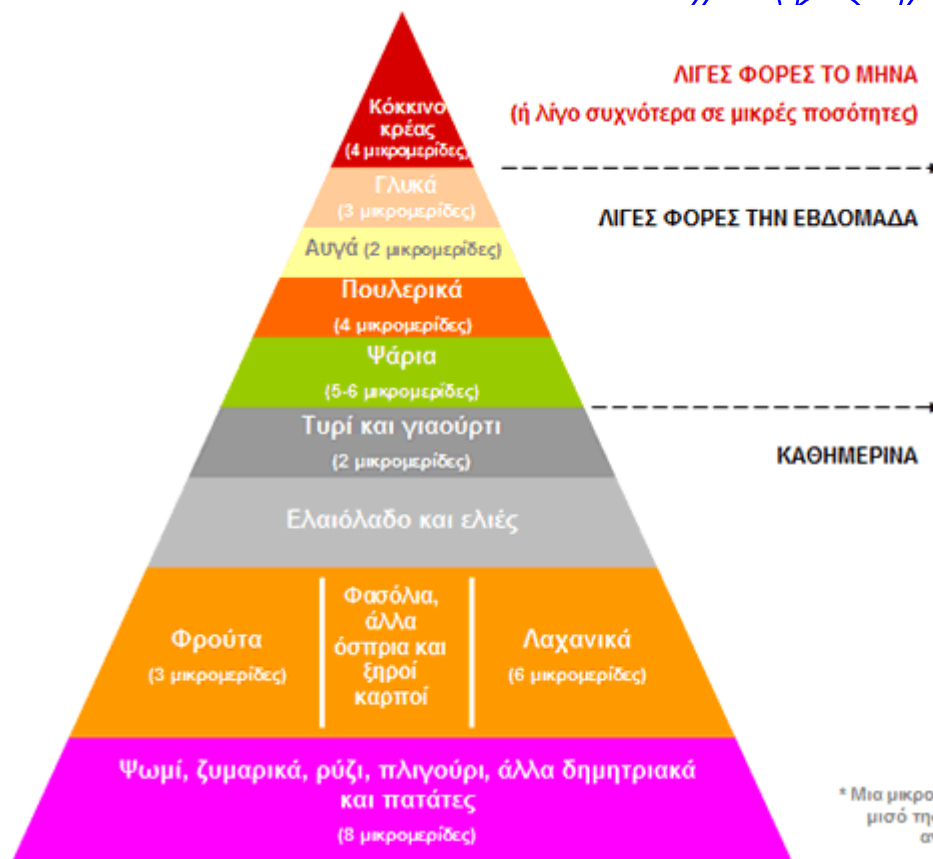 ΛΙΓΕΣ ΦΟΡΕΣ ΤΟ ΜΗΝΑ
(ή λίγο συχνότερα σε μικρές ποσότητες)
Κόκκινο
κρέας
(4 μικρομερίδες)
Γλυκά
(3 μικρομερίδες)
ΛΙΓΕΣ ΦΟΡΕΣ ΤΗΝ ΕΒΔΟΜΑΔΑ
Αυγά (2 μικρομερίδες)
Πουλερικά
(4 μικρομερίδες)
Ψάρια
(5-6 μικρομερίδες)
Τυρί και γιαούρτι
(2 μικρομερίδες)
ΚΑΘΗΜΕΡΙΝΑ
Ελαιόλαδο και ελιές
Φρούτα
(3 μικρομερίδες)
Φασόλια,
άλλα
όσπρια και
ξηροί
καρποί
Λαχανικά
(6 μικρομερίδες)
Ψωμί, ζυμαρικά, ρύζι, πλιγούρι, άλλα δημητριακά
και πατάτες
(8 μικρομερίδες)
* Μια μικρο
μισό της